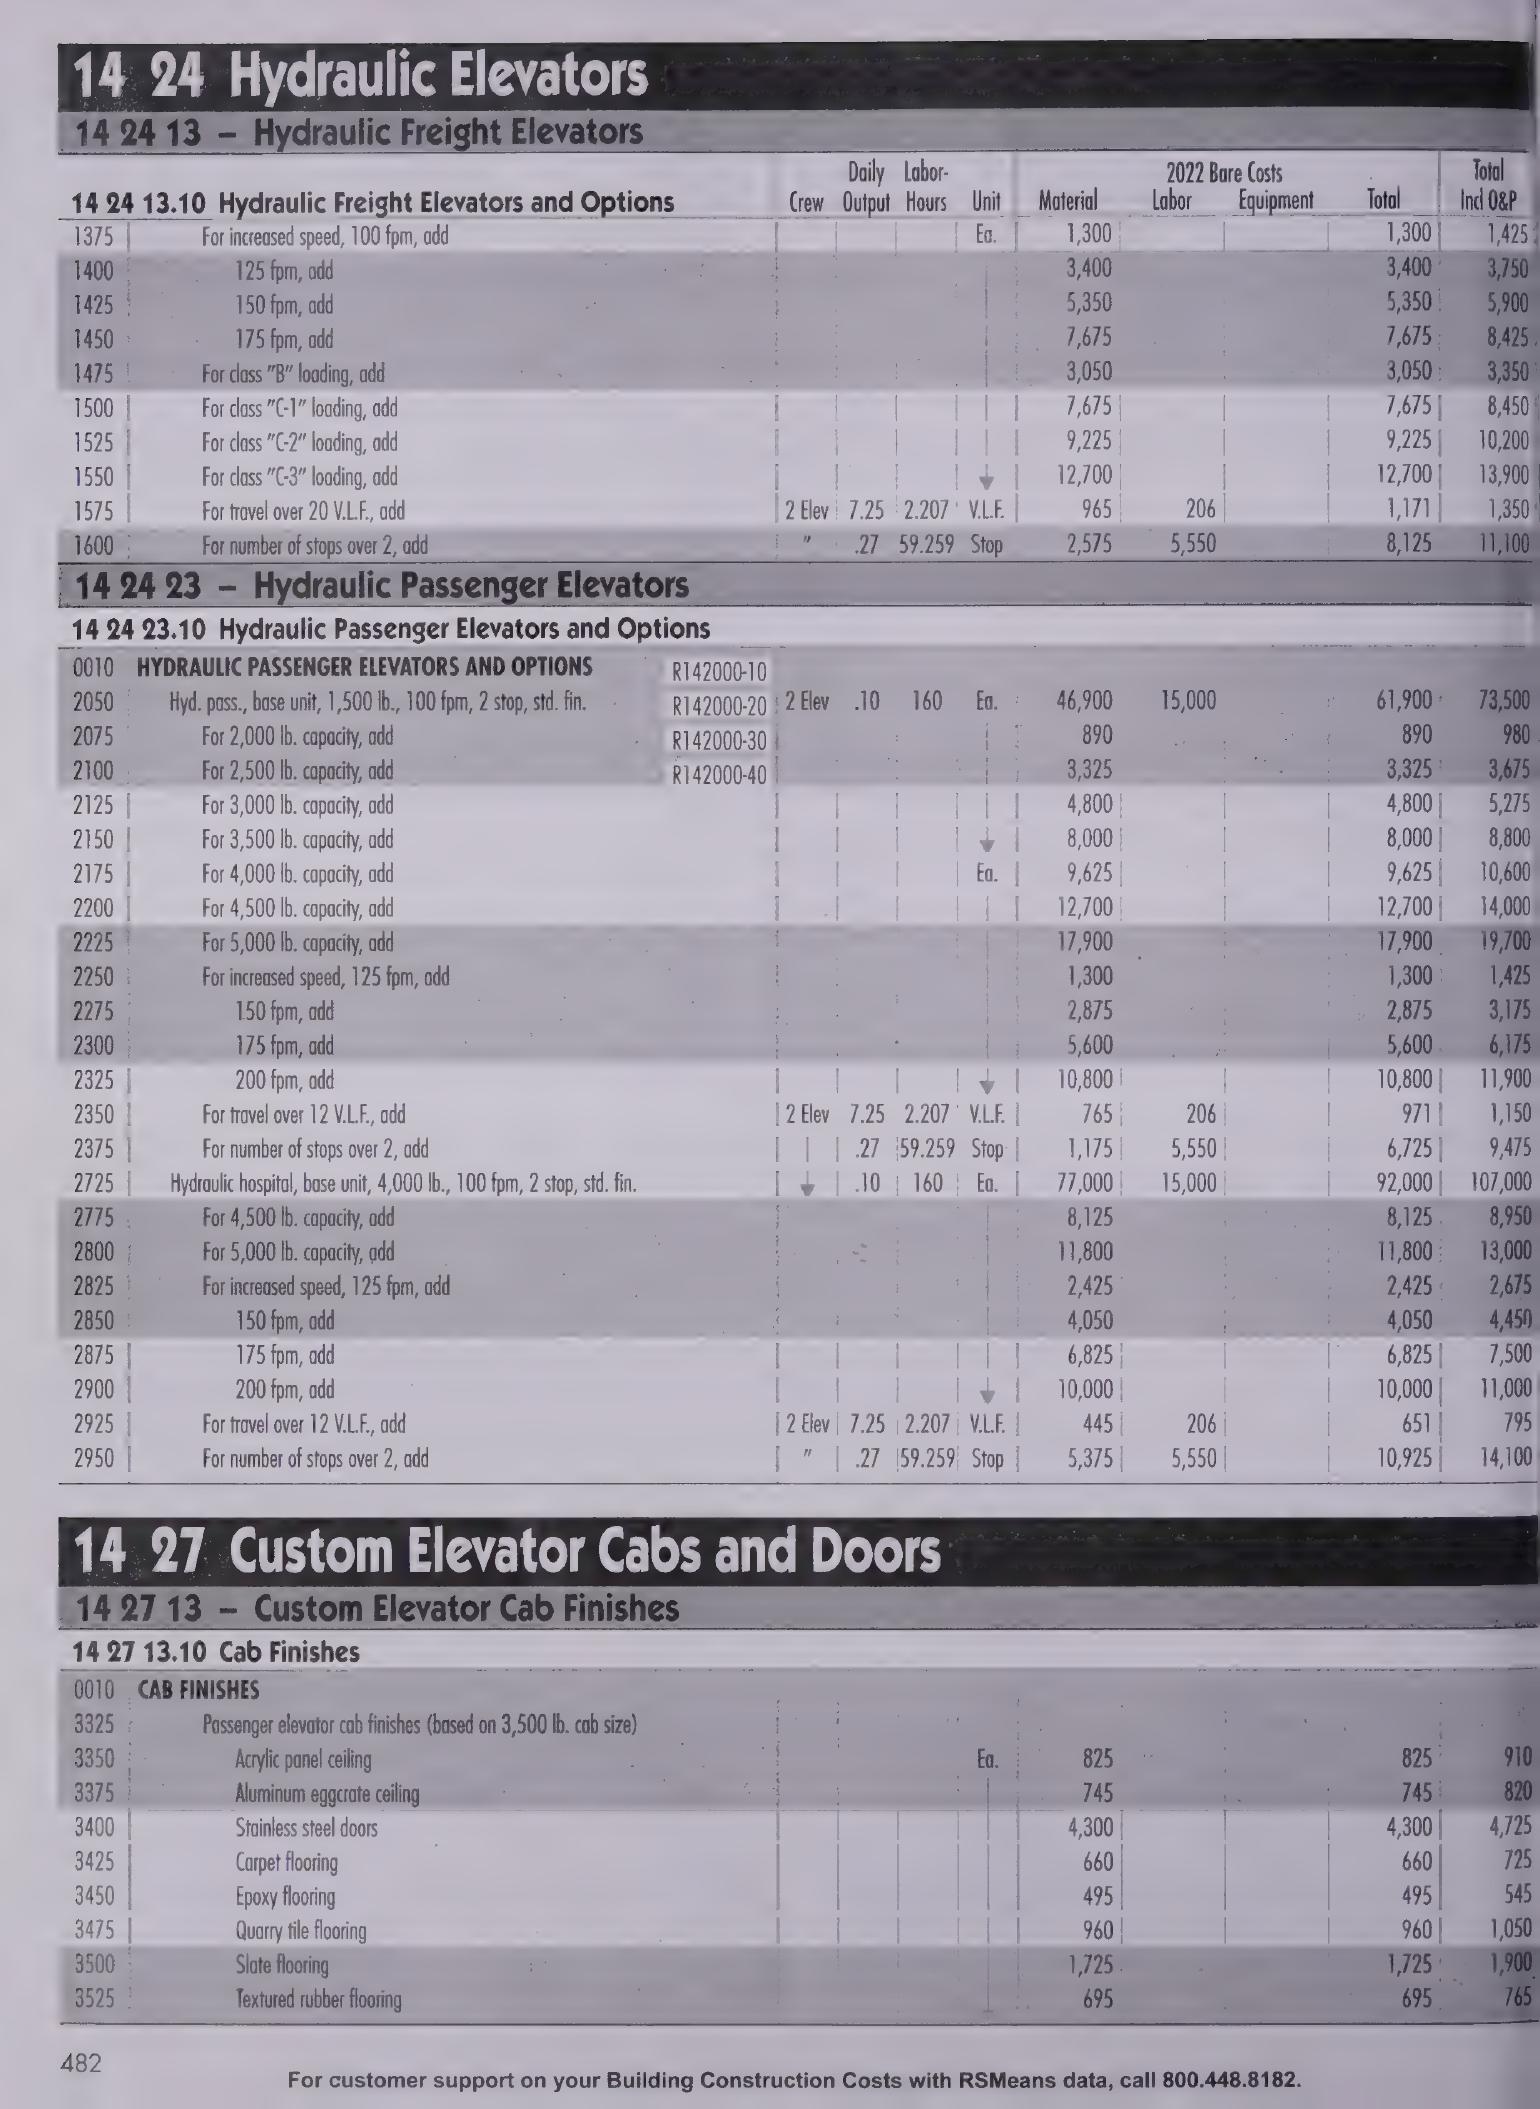 14 24 Hydraulic Elevators
14 24 13 – Hydraulic Freight Elevators
14 24 13.10 Hydraulic Freight Elevators and Options Crew Daily Output Labor-Hours Unit 2022 Bare Costs Material Labor Equipment Total Total Incl O&P
1375 For increased speed, 100 fpm, add Ea. 1,300 1,300 1,425
1400 125 fpm, add 3,400 3,400 3,750
1425 150 fpm, add 5,350 5,350 5,900
1450 175 fpm, add 7,675 7,675 8,425
1475 For class "B" loading, add 3,050 3,050 3,350
1500 For class "C-1" loading, add 7,675 7,675 8,450
1525 For class "C-2" loading, add 9,225 9,225 10,200
1550 For class "C-3" loading, add 12,700 12,700 13,900
1575 For travel over 20 V.L.F., add 2 Elev 7.25 2.207 V.L.F. 965 206 1,171 1,350
1600 For number of stops over 2, add " .27 59.259 Stop 2,575 5,550 8,125 11,100
14 24 23 – Hydraulic Passenger Elevators
14 24 23.10 Hydraulic Passenger Elevators and Options
0010 HYDRAULIC PASSENGER ELEVATORS AND OPTIONS R142000-10
2050 Hyd. pass., base unit, 1,500 lb., 100 fpm, 2 stop, std. fin. R142000-20 2 Elev .10 160 Ea. 46,900 15,000 61,900 73,500
2075 For 2,000 lb. capacity, add R142000-30 890 890 980
2100 For 2,500 lb. capacity, add R142000-40 3,325 3,325 3,675
2125 For 3,000 lb. capacity, add 4,800 4,800 5,275
2150 For 3,500 lb. capacity, add 8,000 8,000 8,800
2175 For 4,000 lb. capacity, add Ea. 9,625 9,625 10,600
2200 For 4,500 lb. capacity, add 12,700 12,700 14,000
2225 For 5,000 lb. capacity, add 17,900 17,900 19,700
2250 For increased speed, 125 fpm, add 1,300 1,300 1,425
2275 150 fpm, add 2,875 2,875 3,175
2300 175 fpm, add 5,600 5,600 6,175
2325 200 fpm, add 10,800 10,800 11,900
2350 For travel over 12 V.L.F., add 2 Elev 7.25 2.207 V.L.F. 765 206 971 1,150
2375 For number of stops over 2, add .27 59.259 Stop 1,175 5,550 6,725 9,475
2725 Hydraulic hospital, base unit, 4,000 lb., 100 fpm, 2 stop, std. fin. .10 160 Ea. 77,000 15,000 92,000 107,000
2775 For 4,500 lb. capacity, add 8,125 8,125 8,950
2800 For 5,000 lb. capacity, add 11,800 11,800 13,000
2825 For increased speed, 125 fpm, add 2,425 2,425 2,675
2850 150 fpm, add 4,050 4,050 4,450
2875 175 fpm, add 6,825 6,825 7,500
2900 200 fpm, add 10,000 10,000 11,000
2925 For travel over 12 V.L.F., add 2 Elev 7.25 2.207 V.L.F. 445 206 651 795
2950 For number of stops over 2, add " .27 59.259 Stop 5,375 5,550 10,925 14,100
14 27 Custom Elevator Cabs and Doors
14 27 13 – Custom Elevator Cab Finishes
14 27 13.10 Cab Finishes
0010 CAB FINISHES
3325 Passenger elevator cab finishes (based on 3,500 lb. cab size)
3350 Acrylic panel ceiling Ea. 825 825 910
3375 Aluminum eggcrate ceiling 745 745 820
3400 Stainless steel doors 4,300 4,300 4,725
3425 Carpet flooring 660 660 725
3450 Epoxy flooring 495 495 545
3475 Quarry tile flooring 960 960 1,050
3500 Slate flooring 1,725 1,725 1,900
3525 Textured rubber flooring 695 695 765
482
For customer support on your Building Construction Costs with RSMeans data, call 800.448.8182.